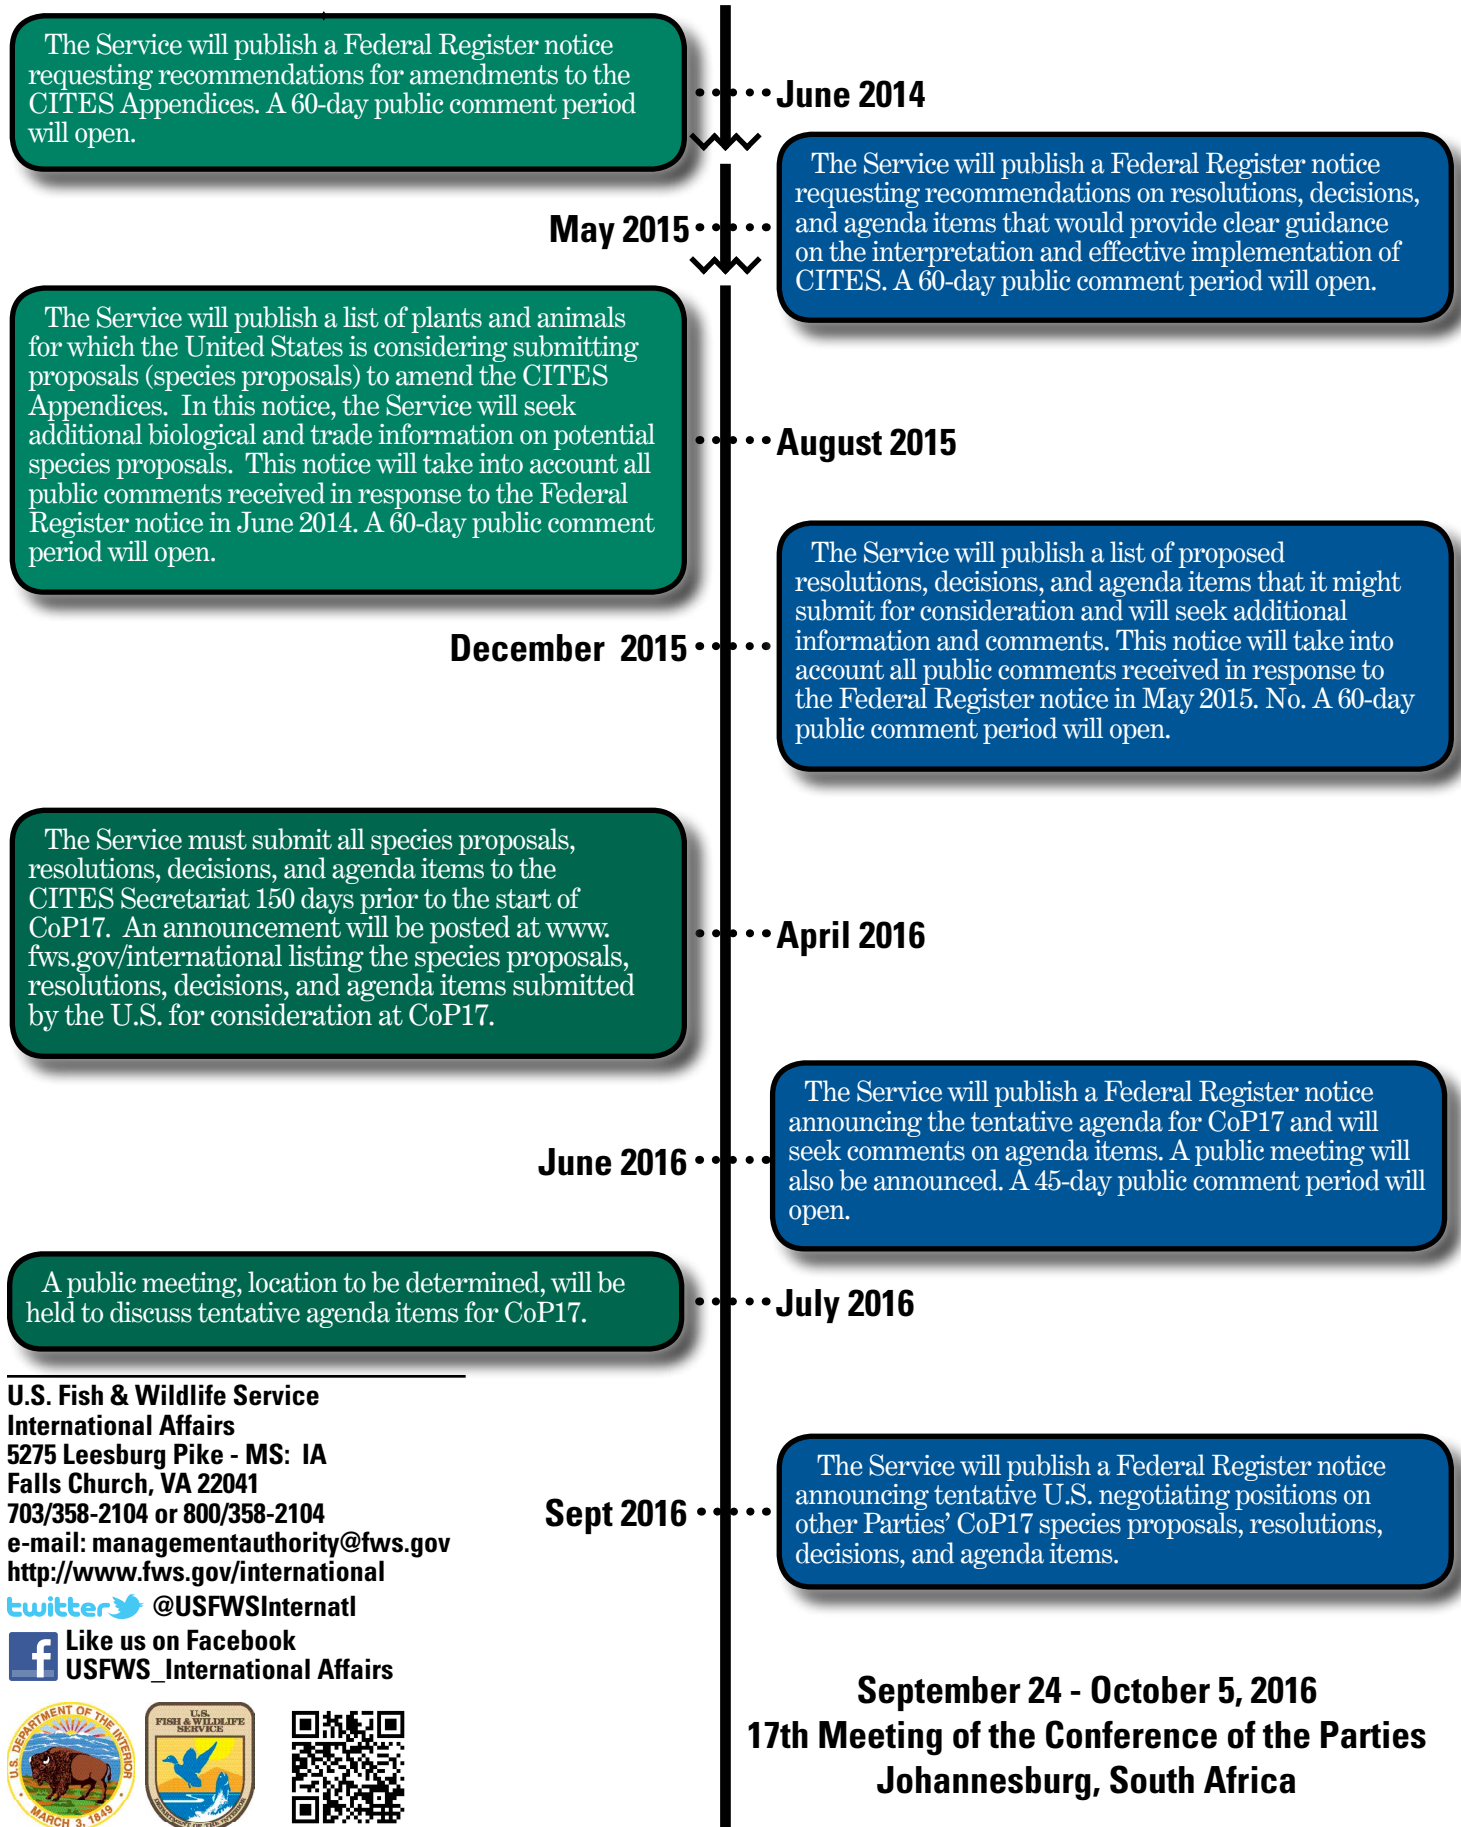 The Service will publish a Federal Register notice
requesting recommendations for amendments to the
CITES Appendices. A 60-day public comment period
will open.
June 2014
The Service will publish a Federal Register notice
requesting recommendations on resolutions, decisions,
and agenda items that would provide clear guidance
on the interpretation and effective implementation of
CITES. A 60-day public comment period will open.
May 2015
The Service will publish a list of plants and animals
for which the United States is considering submitting
proposals (species proposals) to amend the CITES
Appendices.  In this notice, the Service will seek
additional biological and trade information on potential
species proposals.  This notice will take into account all
public comments received in response to the Federal
Register notice in June 2014. A 60-day public comment
period will open.
August 2015
The Service will publish a list of proposed
resolutions, decisions, and agenda items that it might
submit for consideration and will seek additional
information and comments. This notice will take into
account all public comments received in response to
the Federal Register notice in May 2015. No. A 60-day
public comment period will open.
December  2015
The Service must submit all species proposals,
resolutions, decisions, and agenda items to the
CITES Secretariat 150 days prior to the start of
CoP17.  An announcement will be posted at www.
fws.gov/international listing the species proposals,
resolutions, decisions, and agenda items submitted
by the U.S. for consideration at CoP17.
April 2016
The Service will publish a Federal Register notice
announcing the tentative agenda for CoP17 and will
seek comments on agenda items. A public meeting will
also be announced. A 45-day public comment period will
open.
June 2016
A public meeting, location to be determined, will be
held to discuss tentative agenda items for CoP17.
July 2016
The Service will publish a Federal Register notice
announcing tentative U.S. negotiating positions on
other Parties' CoP17 species proposals, resolutions,
decisions, and agenda items.
Sept 2016
U.S. Fish & Wildlife Service
International Affairs
5275 Leesburg Pike - MS:  IA
Falls Church, VA 22041
703/358-2104 or 800/358-2104
e-mail: managementauthority@fws.gov
http://www.fws.gov/international
twitter @USFWSInternatl
f
Like us on Facebook
USFWS_International Affairs
U.S. DEPARTMENT OF THE INTERIOR
MARCH 3, 1849
U.S.
FISH & WILDLIFE
SERVICE
DEPARTMENT OF THE INTERIOR
September 24 - October 5, 2016
17th Meeting of the Conference of the Parties
Johannesburg, South Africa